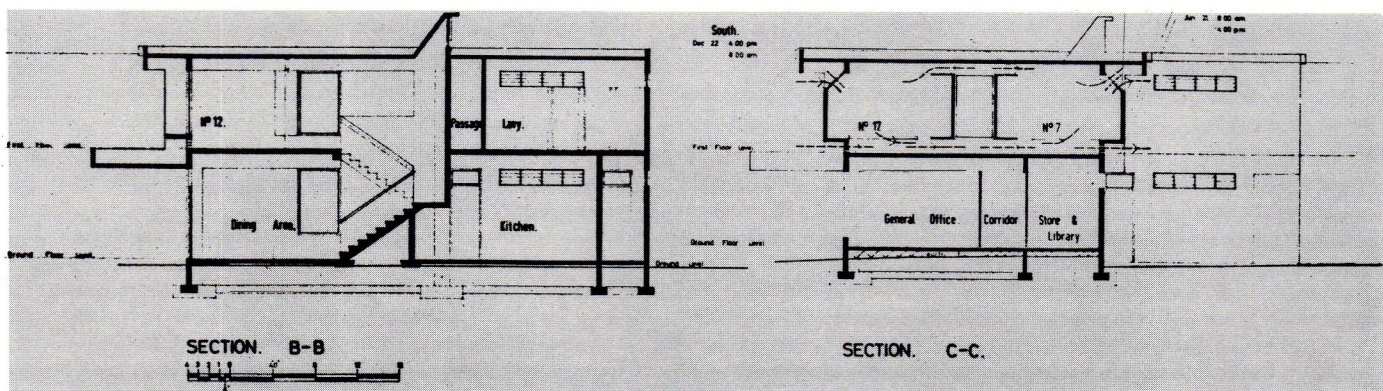 South.
Dec 22 4.00 pm
8.00 am
Jun 21 8.00 am
4.00 pm
Nº 12.
Passage
Lavy.
Nº 17
Nº 7
First Floor Level
Dining Area.
Kitchen.
General Office
Corridor
Store &
Library
Ground Floor Level
Ground Floor Level
Ground Level
SECTION. B-B
SECTION. C-C.